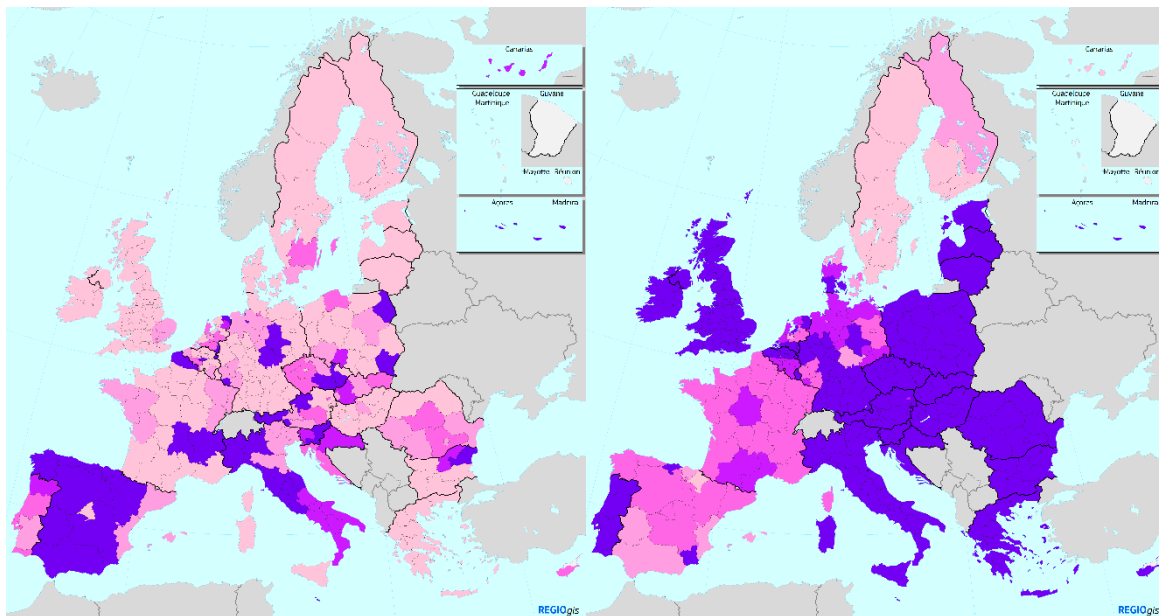 Canarias
Guadeloupe
Martinique
Guyane
Mayotte Réunion
Açores Madeira
REGIOgis
Canarias
Guadeloupe
Martinique
Guyane
Mayotte Réunion
Açores Madeira
REGIOgis